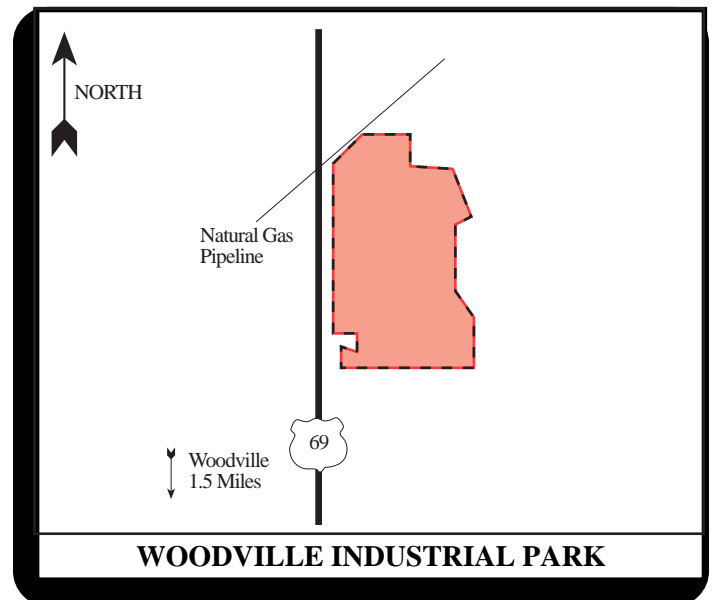 NORTH
Natural Gas
Pipeline
69
Woodville
1.5 Miles
WOODVILLE INDUSTRIAL PARK